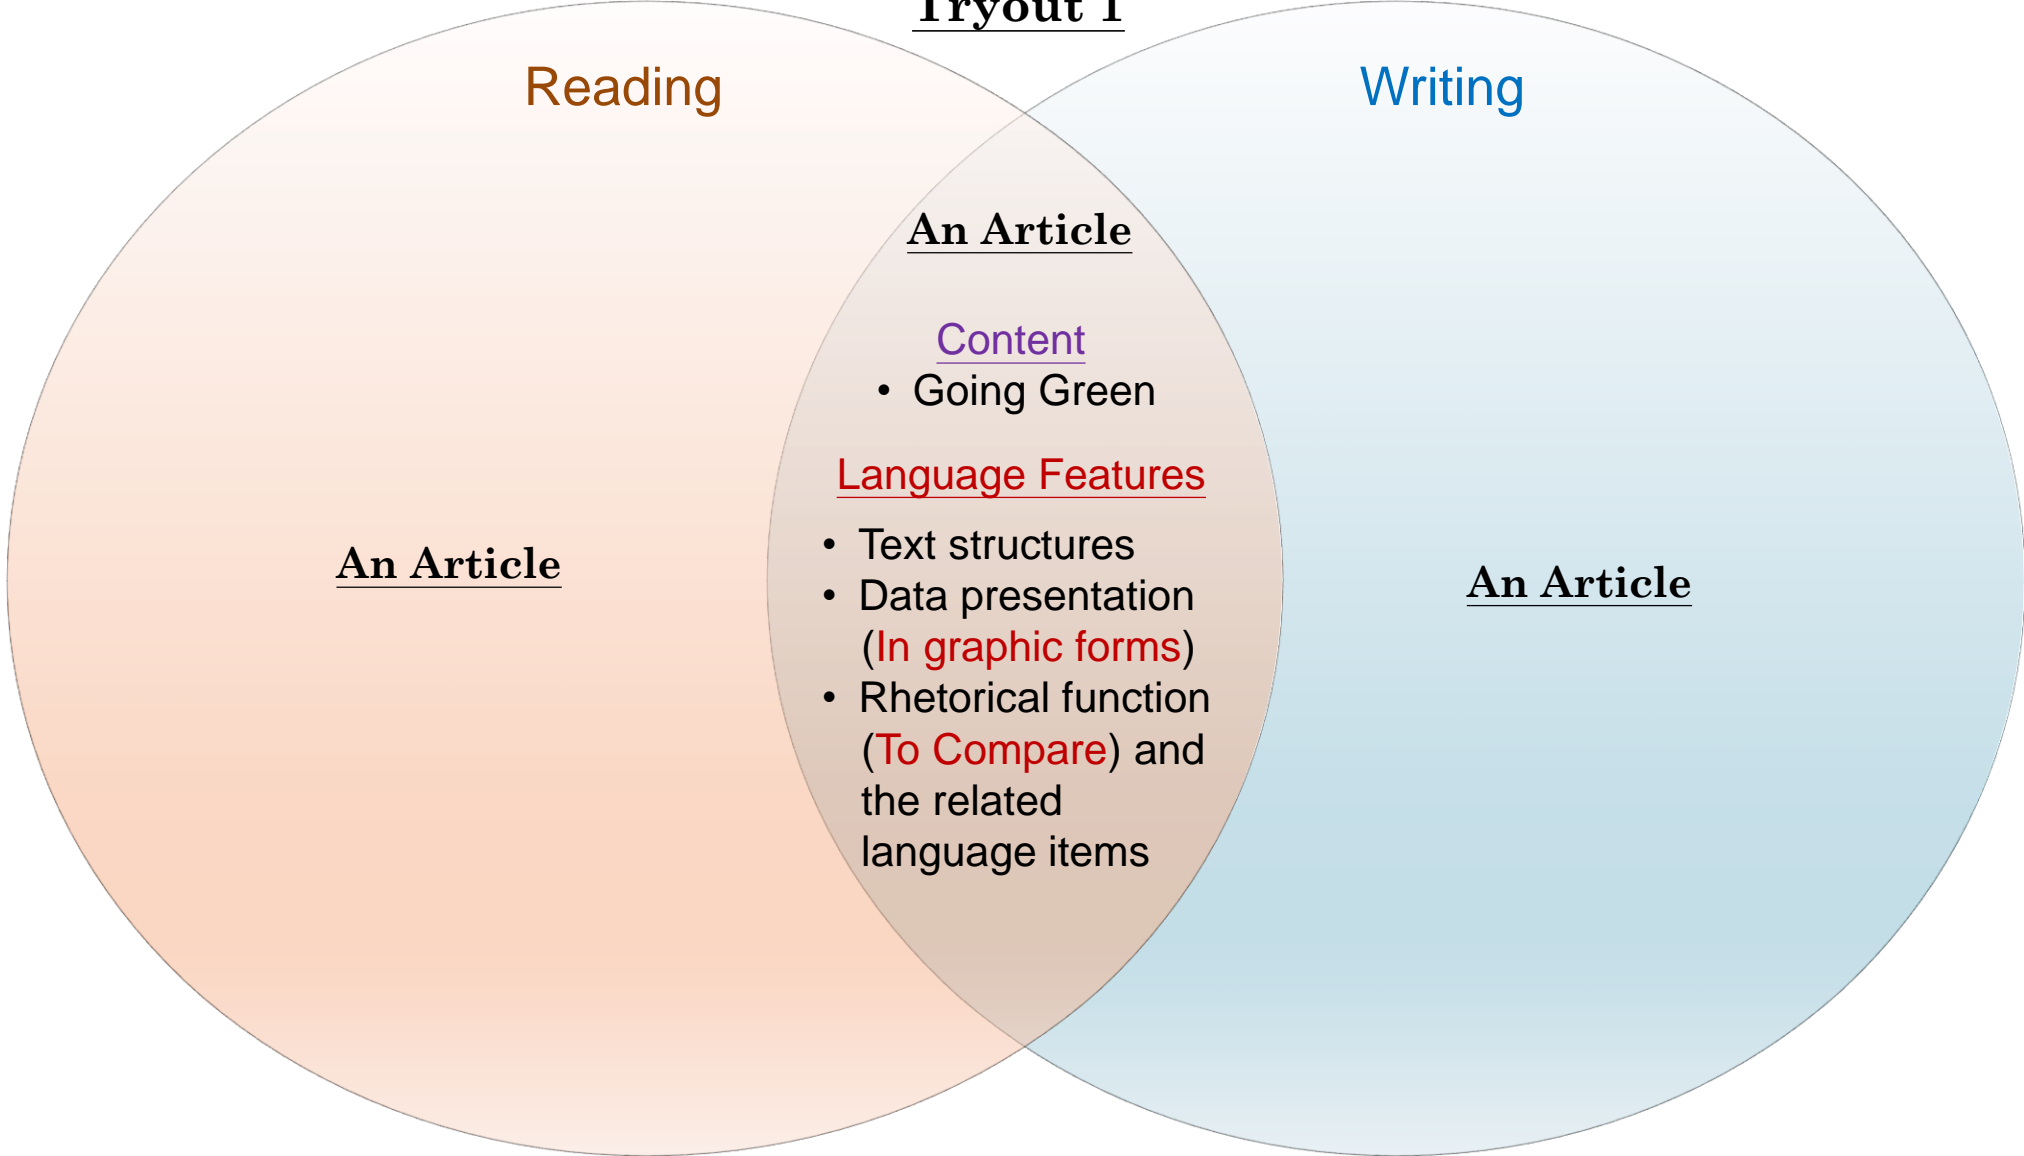 Tryout 1
Reading
Writing
An Article
Content
• Going Green
Language Features
• Text structures
• Data presentation
(In graphic forms)
• Rhetorical function
(To Compare) and
the related
language items
An Article
An Article